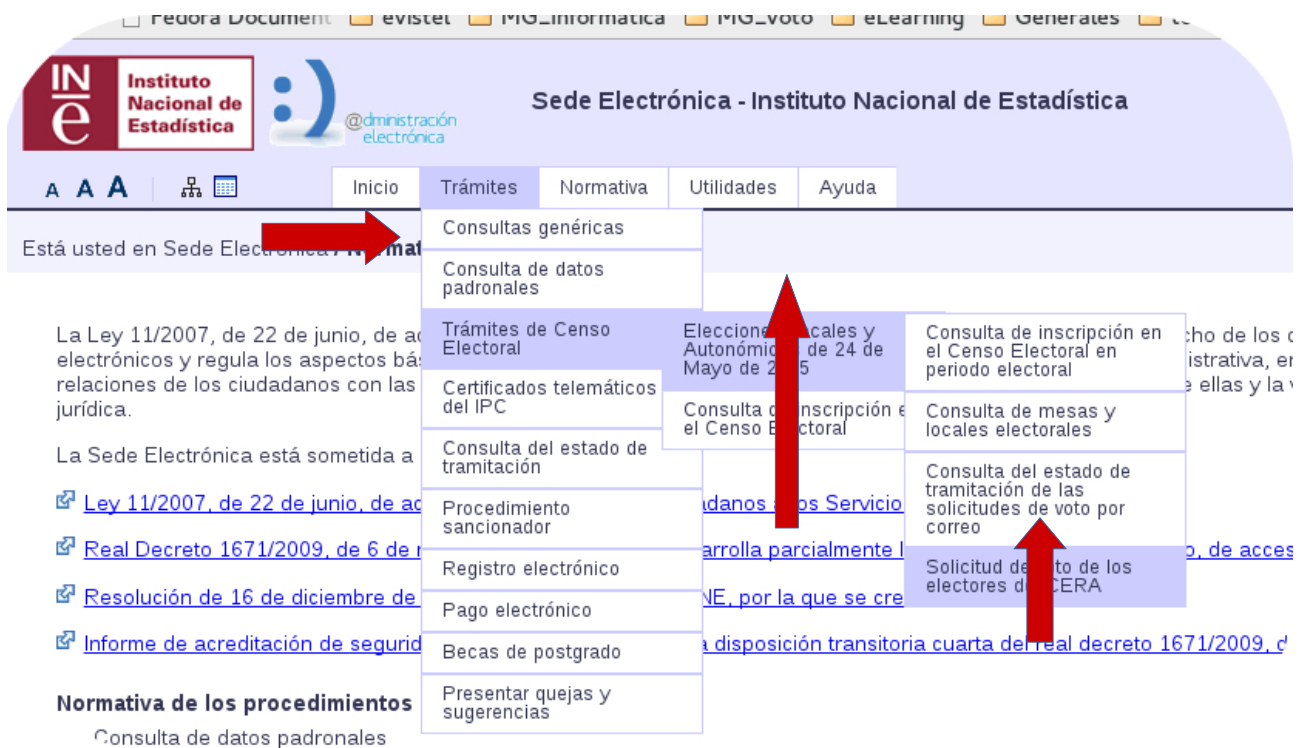 Fedora Document evistel MG_Informatica MG_Voto eLearning Generales
INe Instituto
Nacional de
Estadística
:) @dministración
electrónica
Sede Electrónica - Instituto Nacional de Estadística
A A A
Inicio Trámites Normativa Utilidades Ayuda
Está usted en Sede Electrónica /
Consultas genéricas
Consulta de datos
padronales
Trámites de Censo
Electoral
Certificados telemáticos
del IPC
Consulta del estado de
tramitación
Procedimiento
sancionador
Registro electrónico
Pago electrónico
Becas de postgrado
Presentar quejas y
sugerencias
Elecciones Locales y
Autonómicas de 24 de
Mayo de
Consulta de inscripción e
el Censo Electoral
Consulta de inscripción en
el Censo Electoral en
periodo electoral
Consulta de mesas y
locales electorales
Consulta del estado de
tramitación de las
solicitudes de voto por
correo
Solicitud de voto de los
electores del CERA
La Ley 11/2007, de 22 de junio, de ac cho de los c
electrónicos y regula los aspectos bás istrativa, en
relaciones de los ciudadanos con las e ellas y la v
jurídica.
La Sede Electrónica está sometida a
Ley 11/2007, de 22 de junio, de ac danos a los Servicio
Real Decreto 1671/2009, de 6 de arrolla parcialmente l o, de acces
Resolución de 16 de diciembre de NE, por la que se cre
Informe de acreditación de segurid a disposición transitoria cuarta del real decreto 1671/2009, d
Normativa de los procedimientos
Consulta de datos padronales